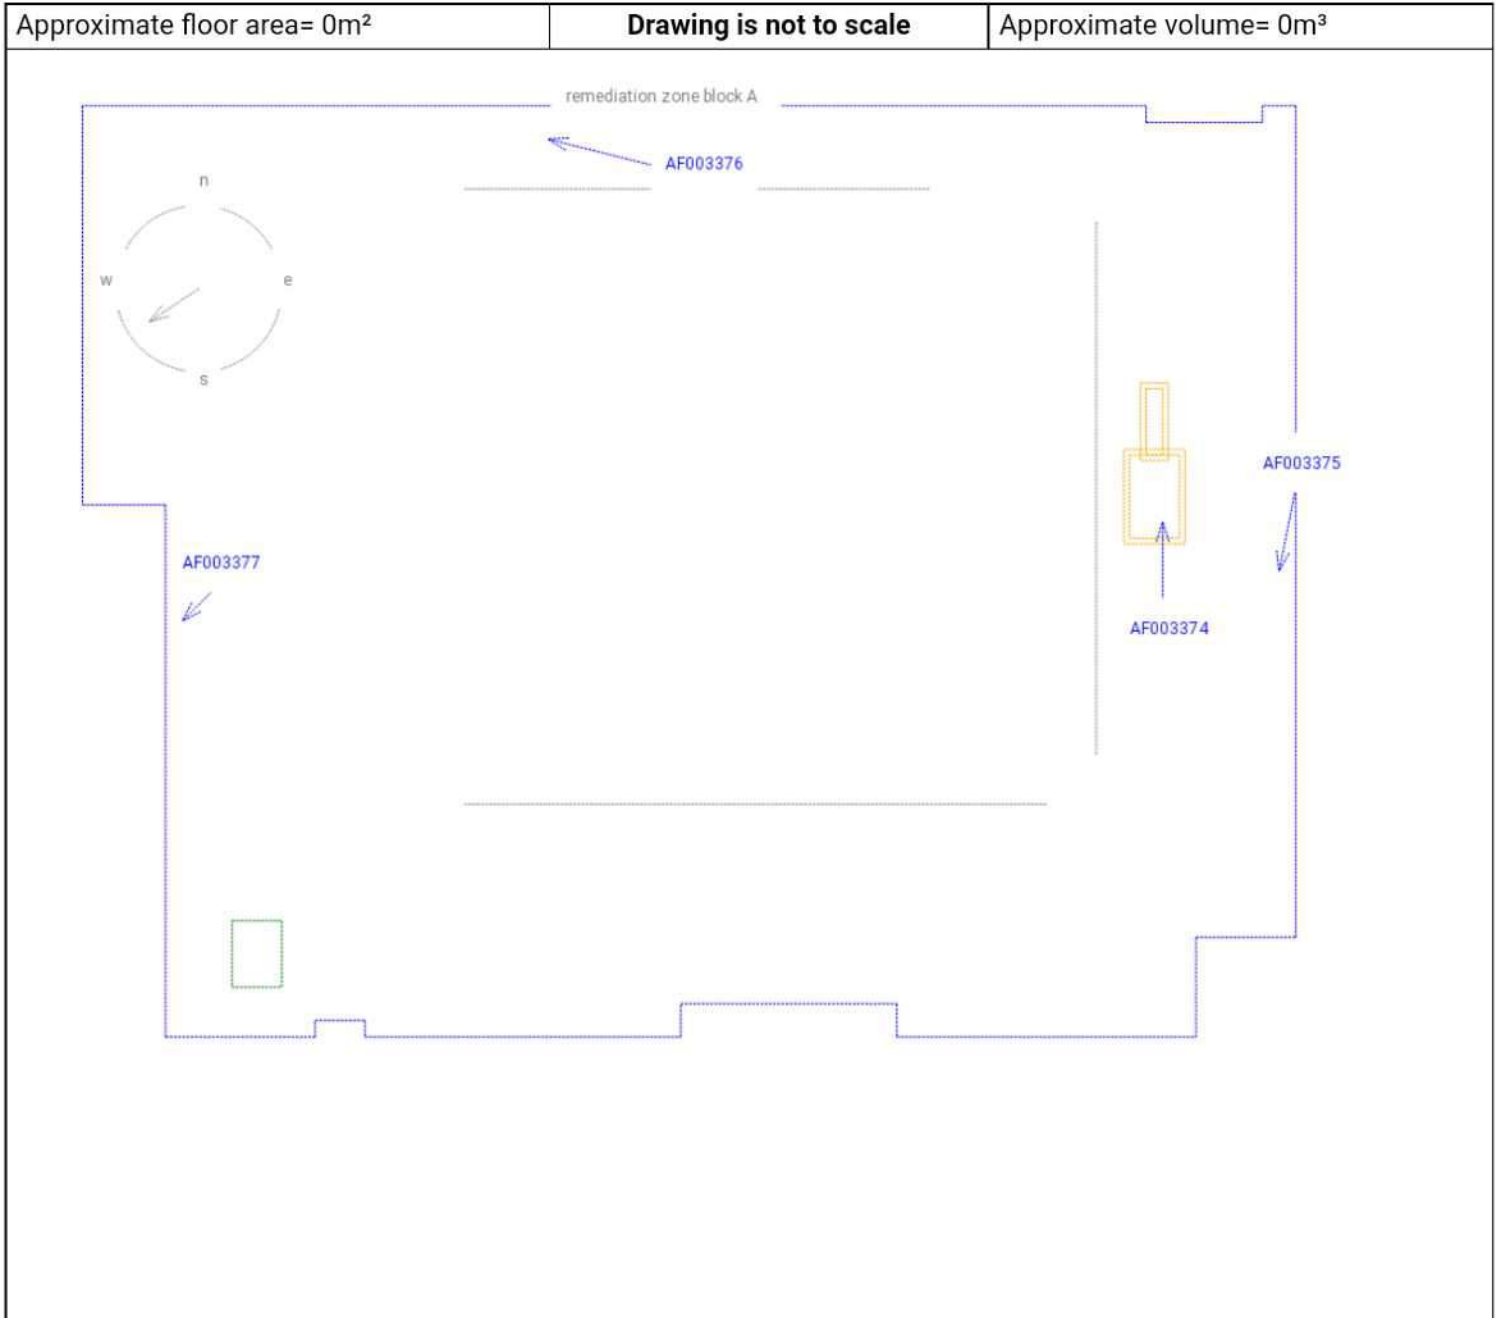 Approximate floor area= 0m²
Drawing is not to scale
Approximate volume= 0m³
remediation zone block A
AF003376
n
w
e
s
AF003375
AF003377
AF003374